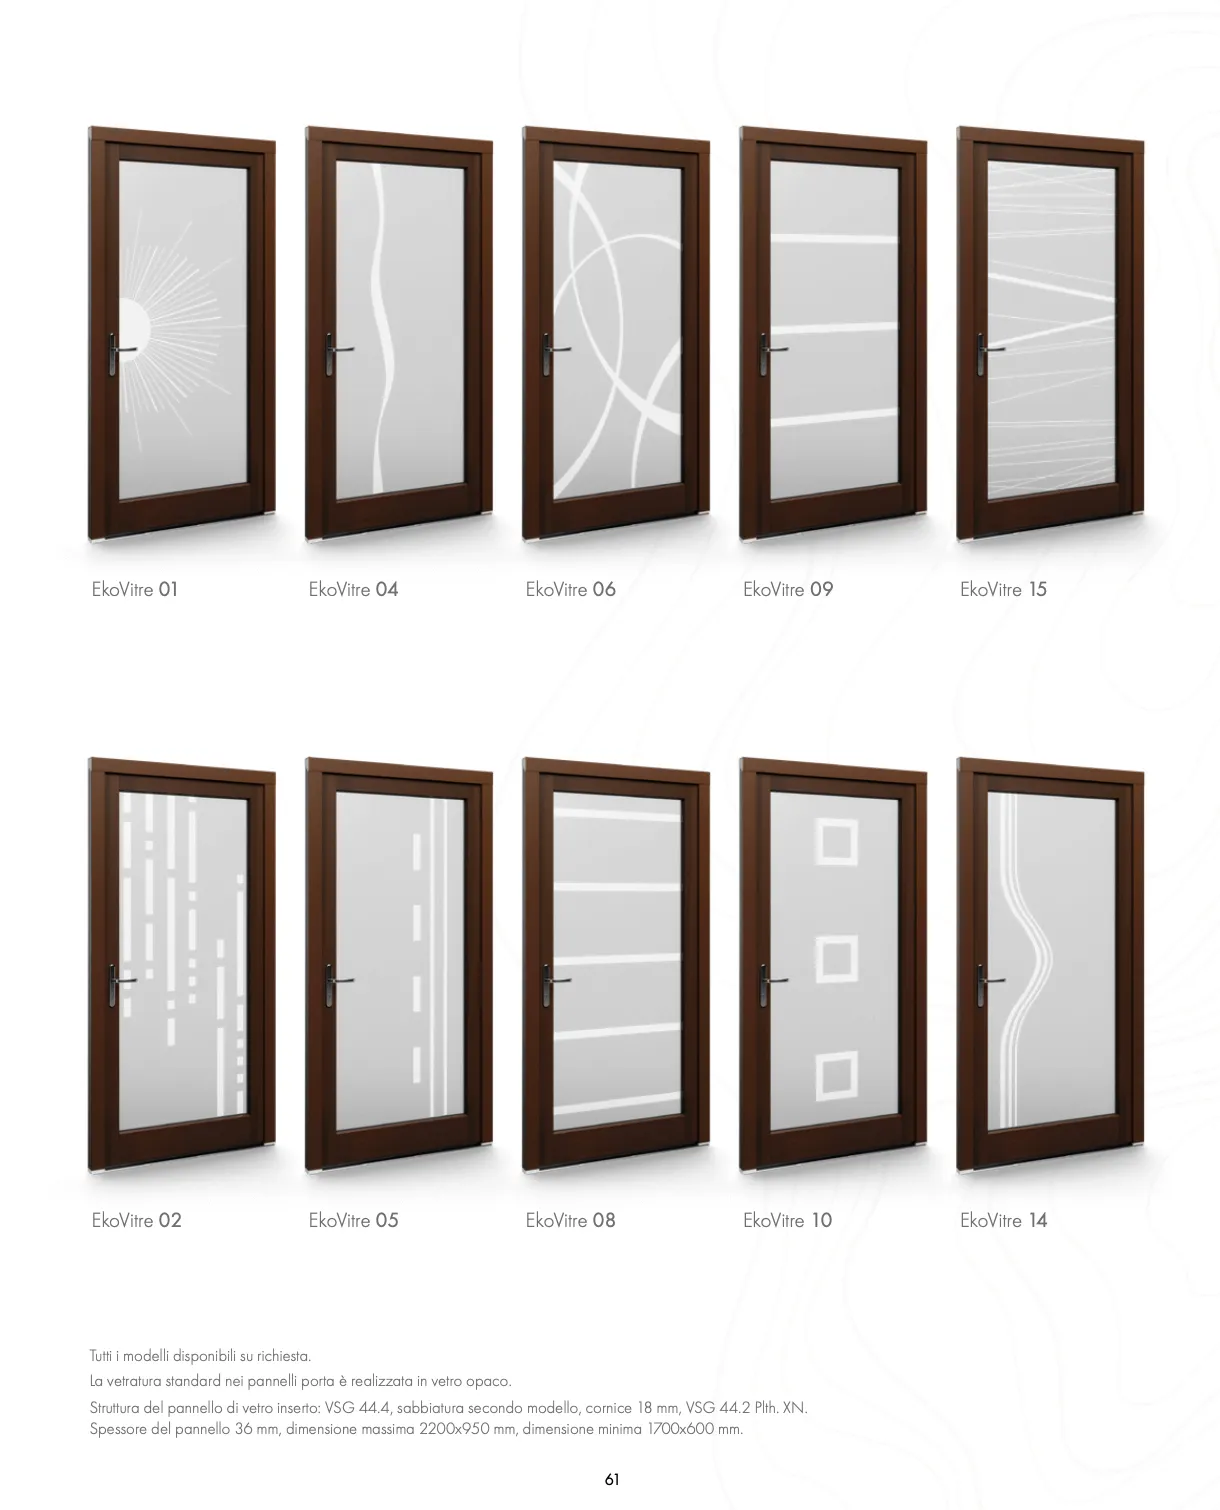 EkoVitre 01
EkoVitre 04
EkoVitre 06
EkoVitre 09
EkoVitre 15
EkoVitre 02
EkoVitre 05
EkoVitre 08
EkoVitre 10
EkoVitre 14
Tutti i modelli disponibili su richiesta.
La vetratura standard nei pannelli porta è realizzata in vetro opaco.
Struttura del pannello di vetro inserto: VSG 44.4, sabbiatura secondo modello, cornice 18 mm, VSG 44.2 Plth. XN.
Spessore del pannello 36 mm, dimensione massima 2200x950 mm, dimensione minima 1700x600 mm.
61